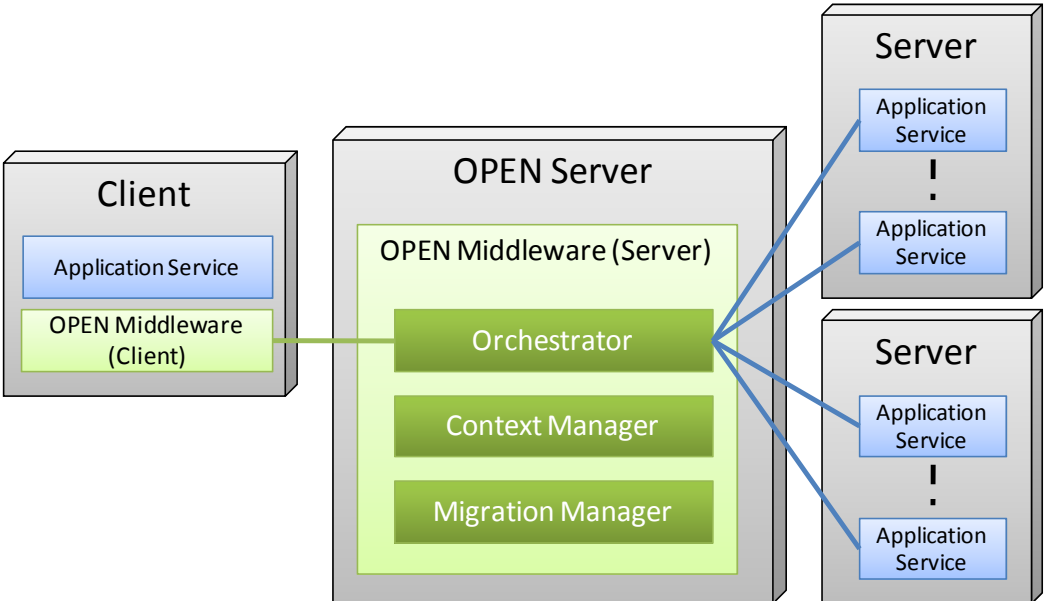 Client
Application Service
OPEN Middleware
(Client)
OPEN Server
OPEN Middleware (Server)
Orchestrator
Context Manager
Migration Manager
Server
Application
Service
Application
Service
Server
Application
Service
Application
Service